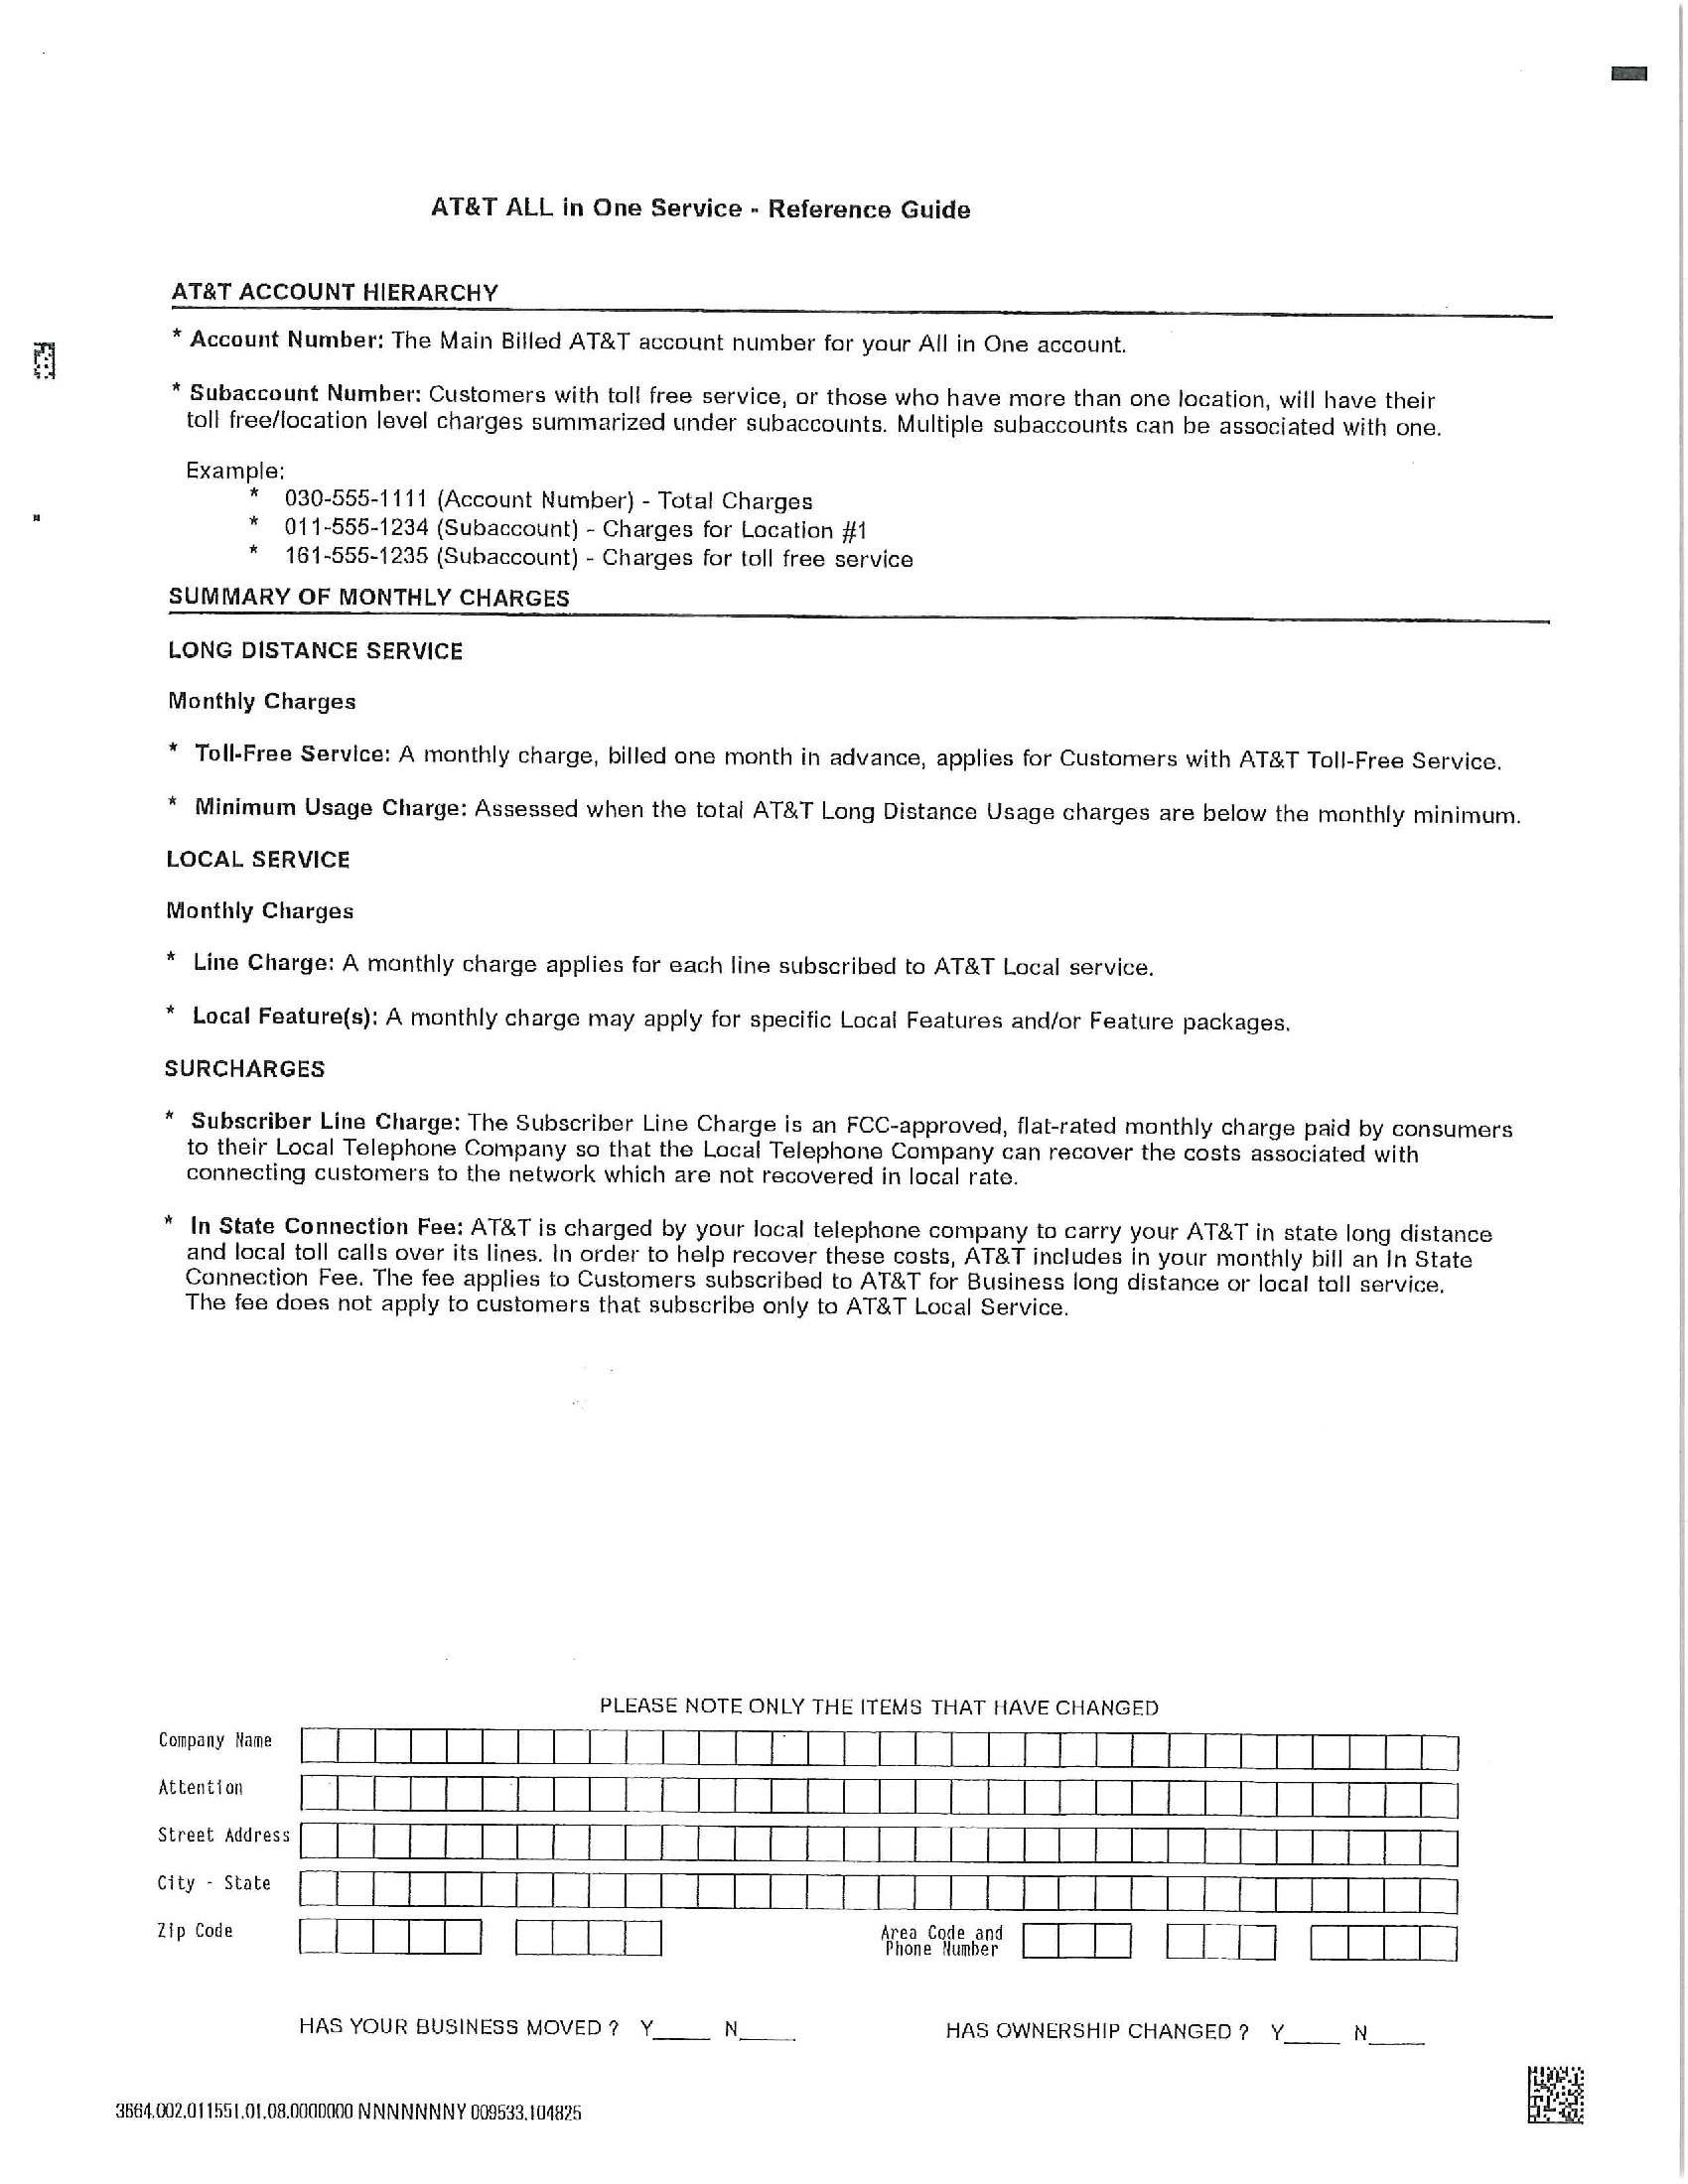 AT&T ALL in One Service - Reference Guide
AT&T ACCOUNT HIERARCHY
* Account Number: The Main Billed AT&T account number for your All in One account.
* Subaccount Number: Customers with toll free service, or those who have more than one location, will have their
toll free/location level charges summarized under subaccounts. Multiple subaccounts can be associated with one.
Example:
* 030-555-1111 (Account Number) - Total Charges
* 011-555-1234 (Subaccount) - Charges for Location #1
* 161-555-1235 (Subaccount) - Charges for toll free service
SUMMARY OF MONTHLY CHARGES
LONG DISTANCE SERVICE
Monthly Charges
* Toll-Free Service: A monthly charge, billed one month in advance, applies for Customers with AT&T Toll-Free Service.
* Minimum Usage Charge: Assessed when the total AT&T Long Distance Usage charges are below the monthly minimum.
LOCAL SERVICE
Monthly Charges
* Line Charge: A monthly charge applies for each line subscribed to AT&T Local service.
* Local Feature(s): A monthly charge may apply for specific Local Features and/or Feature packages.
SURCHARGES
* Subscriber Line Charge: The Subscriber Line Charge is an FCC-approved, flat-rated monthly charge paid by consumers
to their Local Telephone Company so that the Local Telephone Company can recover the costs associated with
connecting customers to the network which are not recovered in local rate.
* In State Connection Fee: AT&T is charged by your local telephone company to carry your AT&T in state long distance
and local toll calls over its lines. In order to help recover these costs, AT&T includes in your monthly bill an In State
Connection Fee. The fee applies to Customers subscribed to AT&T for Business long distance or local toll service.
The fee does not apply to customers that subscribe only to AT&T Local Service.
PLEASE NOTE ONLY THE ITEMS THAT HAVE CHANGED
Company Name
Attention
Street Address
City - State
Zip Code
Area Code and
Phone Number
HAS YOUR BUSINESS MOVED ? Y____ N____
HAS OWNERSHIP CHANGED ? Y____ N____
3664.002.011551.01.08.0000000 NNNNNNNY 009533.104825